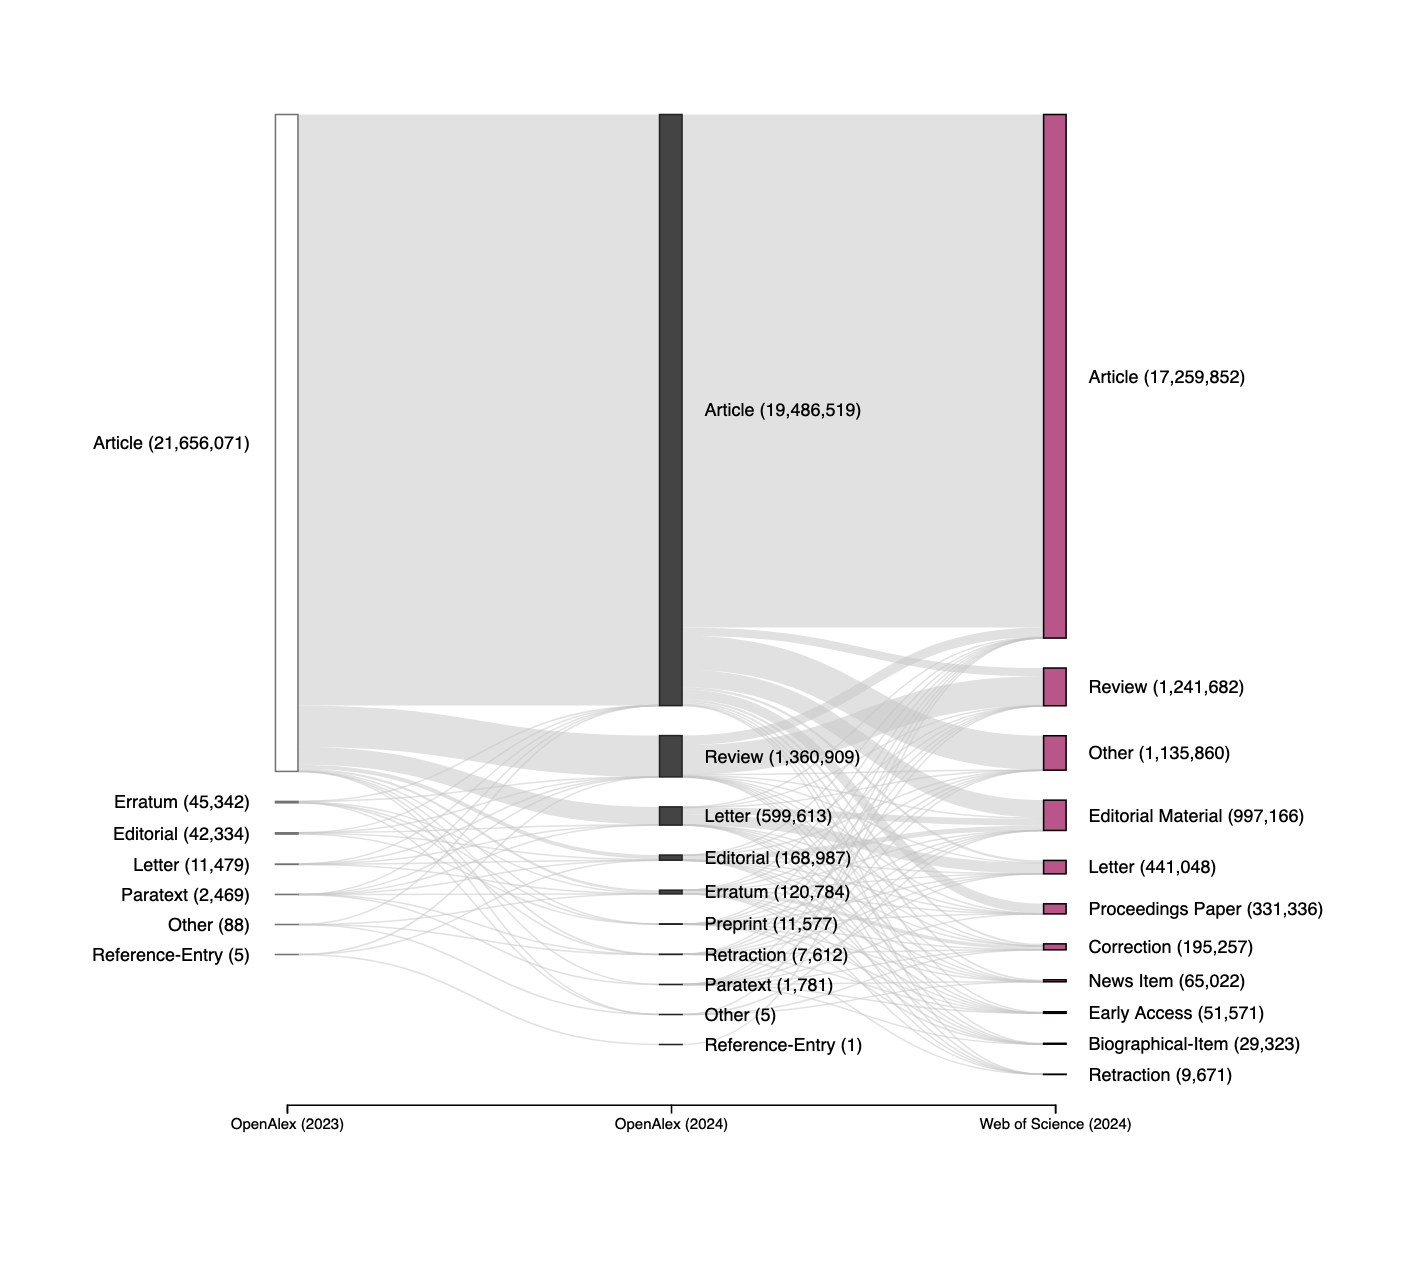 Article (21,656,071)
Erratum (45,342)
Editorial (42,334)
Letter (11,479)
Paratext (2,469)
Other (88)
Reference-Entry (5)
Article (19,486,519)
Review (1,360,909)
Letter (599,613)
Editorial (168,987)
Erratum (120,784)
Preprint (11,577)
Retraction (7,612)
Paratext (1,781)
Other (5)
Reference-Entry (1)
Article (17,259,852)
Review (1,241,682)
Other (1,135,860)
Editorial Material (997,166)
Letter (441,048)
Proceedings Paper (331,336)
Correction (195,257)
News Item (65,022)
Early Access (51,571)
Biographical-Item (29,323)
Retraction (9,671)
OpenAlex (2023)
OpenAlex (2024)
Web of Science (2024)